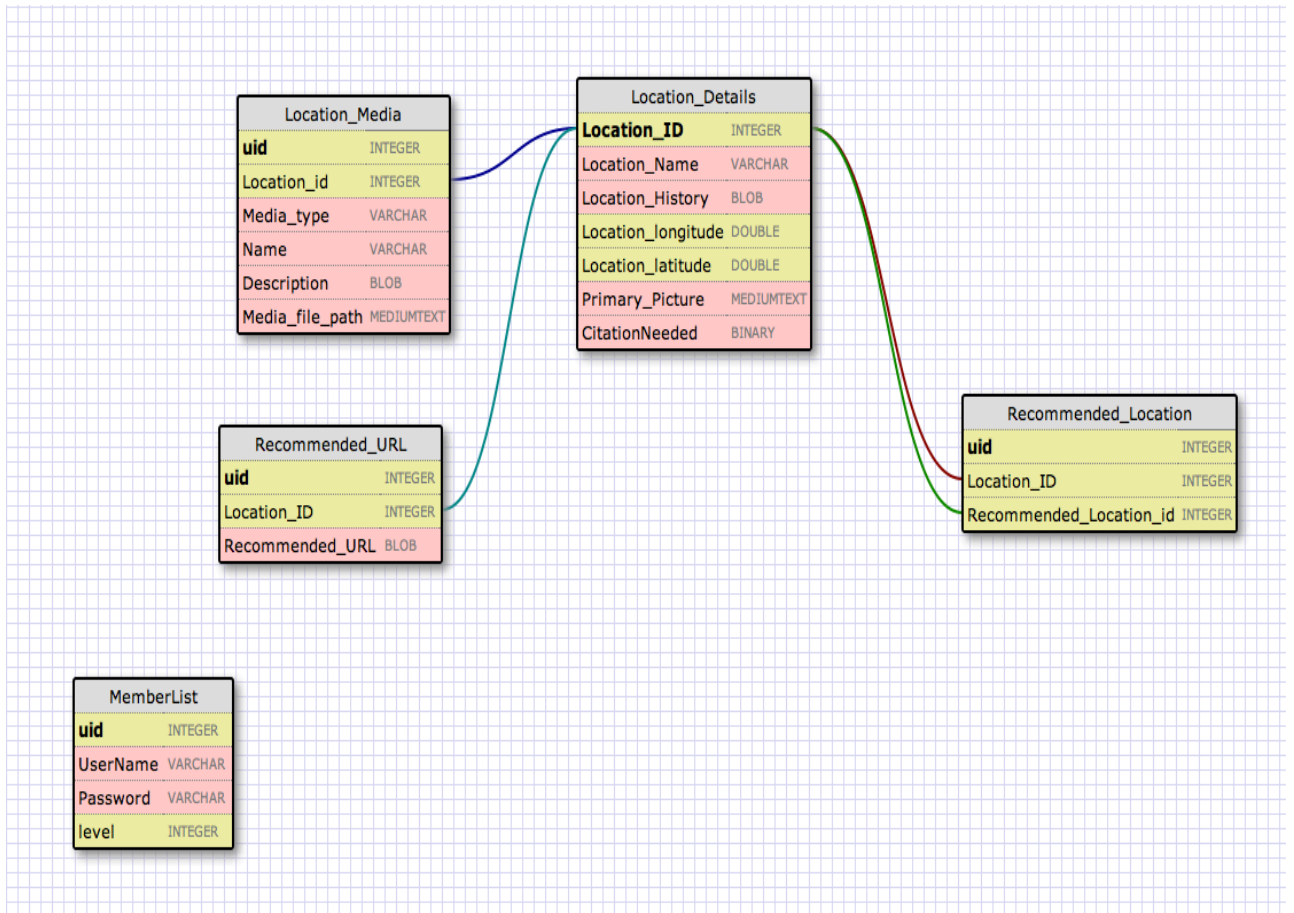 Location_Media
uid INTEGER
Location_id INTEGER
Media_type VARCHAR
Name VARCHAR
Description BLOB
Media_file_path MEDIUMTEXT
Location_Details
Location_ID INTEGER
Location_Name VARCHAR
Location_History BLOB
Location_longitude DOUBLE
Location_latitude DOUBLE
Primary_Picture MEDIUMTEXT
CitationNeeded BINARY
Recommended_URL
uid INTEGER
Location_ID INTEGER
Recommended_URL BLOB
Recommended_Location
uid INTEGER
Location_ID INTEGER
Recommended_Location_id INTEGER
MemberList
uid INTEGER
UserName VARCHAR
Password VARCHAR
level INTEGER